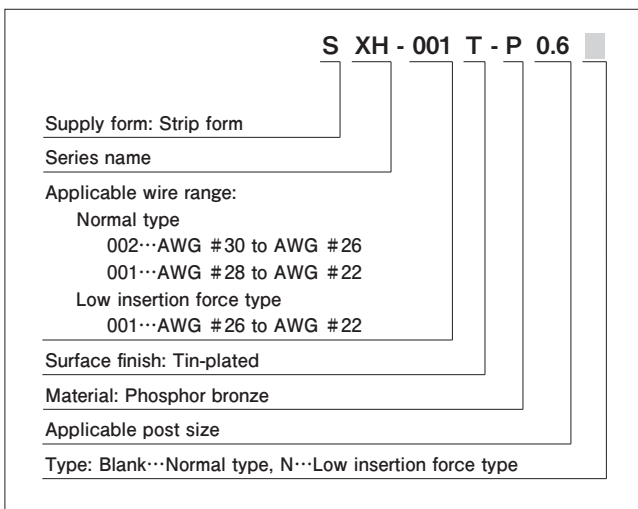 S XH - 001 T - P 0.6
Supply form: Strip form
Series name
Applicable wire range:
Normal type
002⋯AWG #30 to AWG #26
001⋯AWG #28 to AWG #22
Low insertion force type
001⋯AWG #26 to AWG #22
Surface finish: Tin-plated
Material: Phosphor bronze
Applicable post size
Type: Blank⋯Normal type, N⋯Low insertion force type